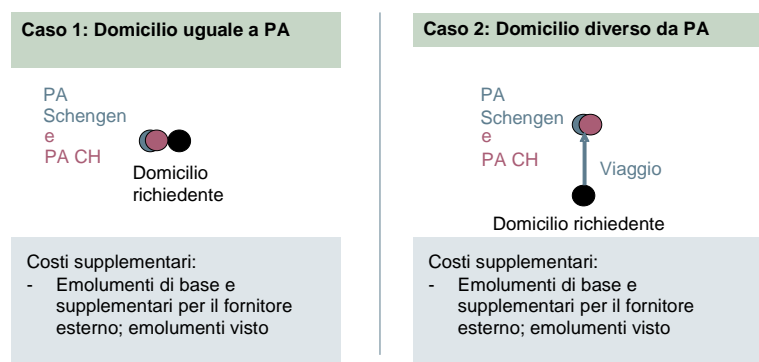 Caso 1: Domicilio uguale a PA
PA
Schengen
e
PA CH
Domicilio
richiedente
Costi supplementari:
- Emolumenti di base e
supplementari per il fornitore
esterno; emolumenti visto
Caso 2: Domicilio diverso da PA
PA
Schengen
e
PA CH
Viaggio
Domicilio richiedente
Costi supplementari:
- Emolumenti di base e
supplementari per il fornitore
esterno; emolumenti visto